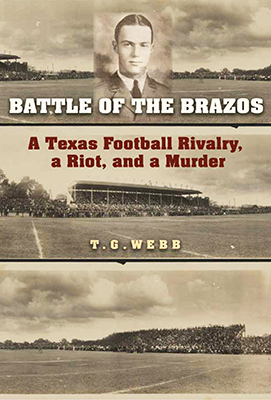 BATTLE OF THE BRAZOS
A Texas Football Rivalry,
a Riot, and a Murder
T. G. WEBB